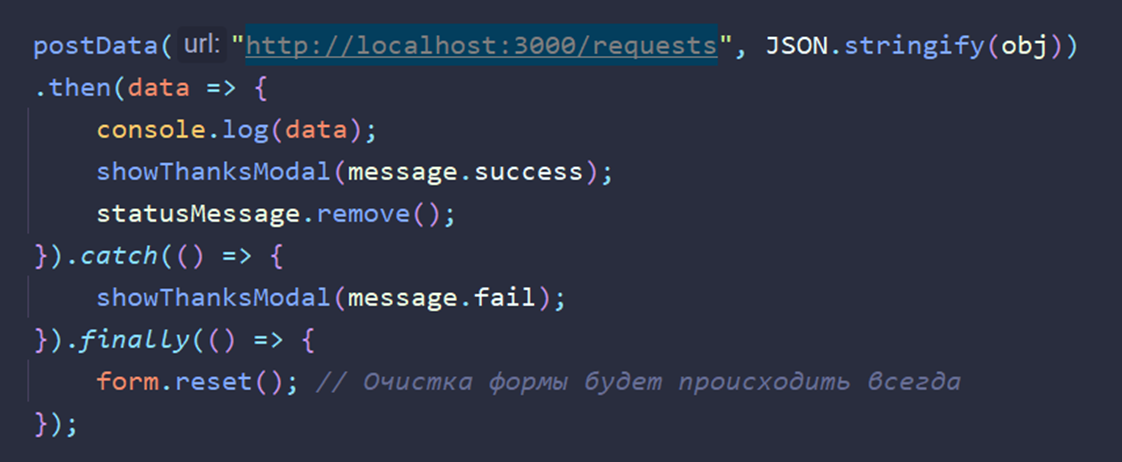 postData( url: "http://localhost:3000/requests", JSON.stringify(obj))
.then(data => {
    console.log(data);
    showThanksModal(message.success);
    statusMessage.remove();
}).catch(() => {
    showThanksModal(message.fail);
}).finally(() => {
    form.reset(); // Очистка формы будет происходить всегда
});